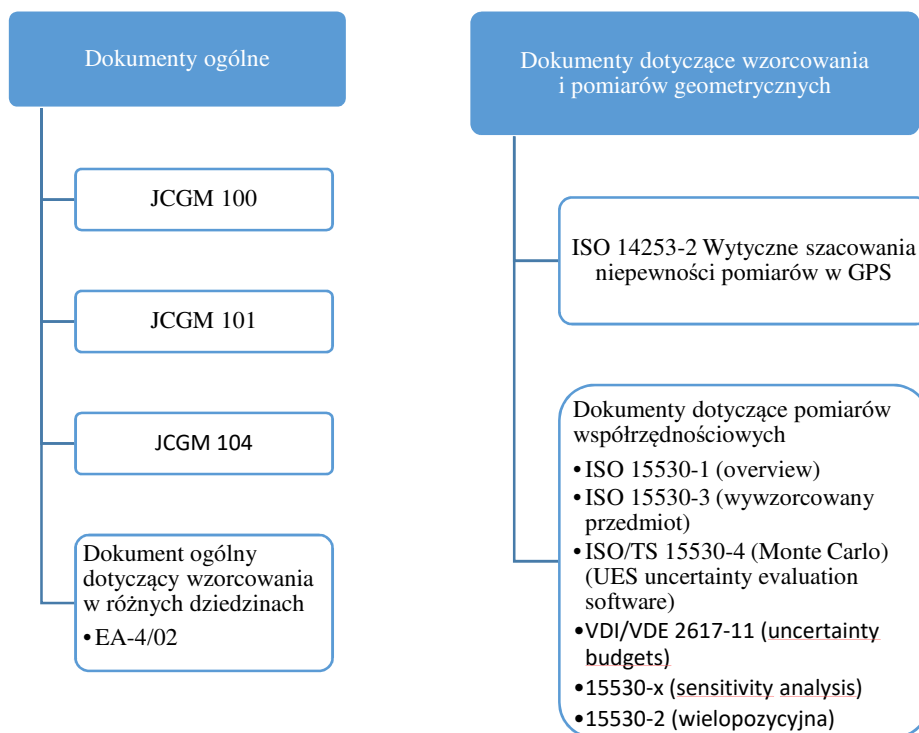 Dokumenty ogólne
JCGM 100
JCGM 101
JCGM 104
Dokument ogólny
dotyczący wzorcowania
w różnych dziedzinach
•EA-4/02
Dokumenty dotyczące wzorcowania
i pomiarów geometrycznych
ISO 14253-2 Wytyczne szacowania
niepewności pomiarów w GPS
Dokumenty dotyczące pomiarów
współrzędnościowych
•ISO 15530-1 (overview)
•ISO 15530-3 (wywzorcowany
przedmiot)
•ISO/TS 15530-4 (Monte Carlo)
(UES uncertainty evaluation
software)
•VDI/VDE 2617-11 (uncertainty
budgets)
•15530-x (sensitivity analysis)
•15530-2 (wielopozycyjna)